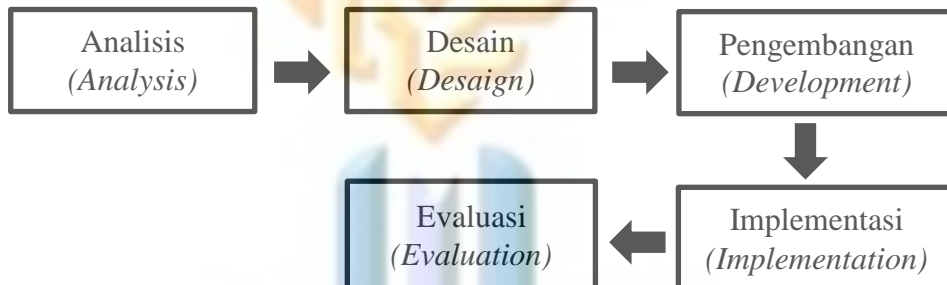 Analisis
(Analysis)
Desain
(Desaign)
Pengembangan
(Development)
Implementasi
(Implementation)
Evaluasi
(Evaluation)